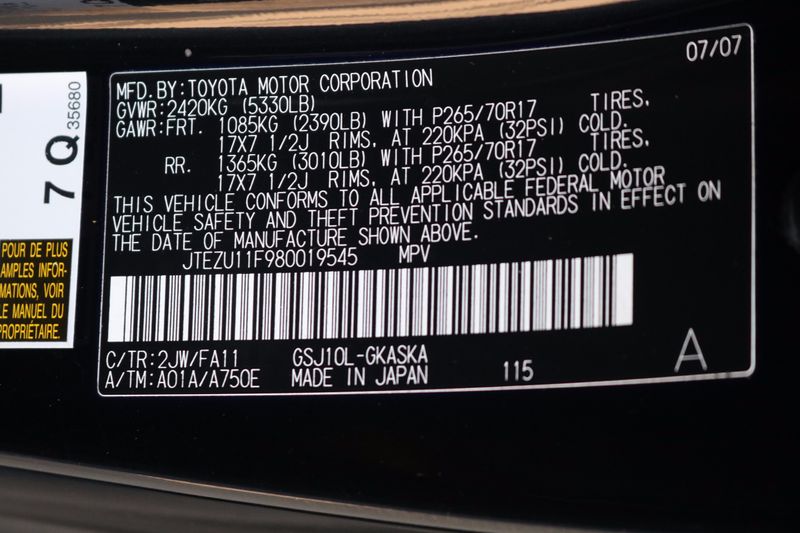 07/07
MFD.BY:TOYOTA MOTOR CORPORATION
GVWR:2420KG (5330LB)
GAWR:FRT. 1085KG (2390LB) WITH P265/70R17 TIRES,
17X7 1/2J RIMS, AT 220KPA (32PSI) COLD.
RR. 1365KG (3010LB) WITH P265/70R17 TIRES,
17X7 1/2J RIMS, AT 220KPA (32PSI) COLD.
THIS VEHICLE CONFORMS TO ALL APPLICABLE FEDERAL MOTOR
VEHICLE SAFETY AND THEFT PREVENTION STANDARDS IN EFFECT ON
THE DATE OF MANUFACTURE SHOWN ABOVE.
JTEZU11F980019545 MPV
C/TR:2JW/FA11 GSJ10L-GKASKA
A/TM:A01A/A750E MADE IN JAPAN 115
A
7 Q 35680
POUR DE PLUS
AMPLES INFOR-
MATIONS, VOIR
LE MANUEL DU
PROPRIÉTAIRE.